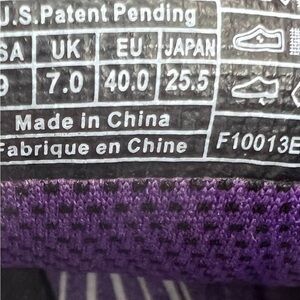 U.S.Patent Pending
SA UK EU JAPAN
9 7.0 40.0 25.5
Made in China
Fabrique en Chine
F10013E